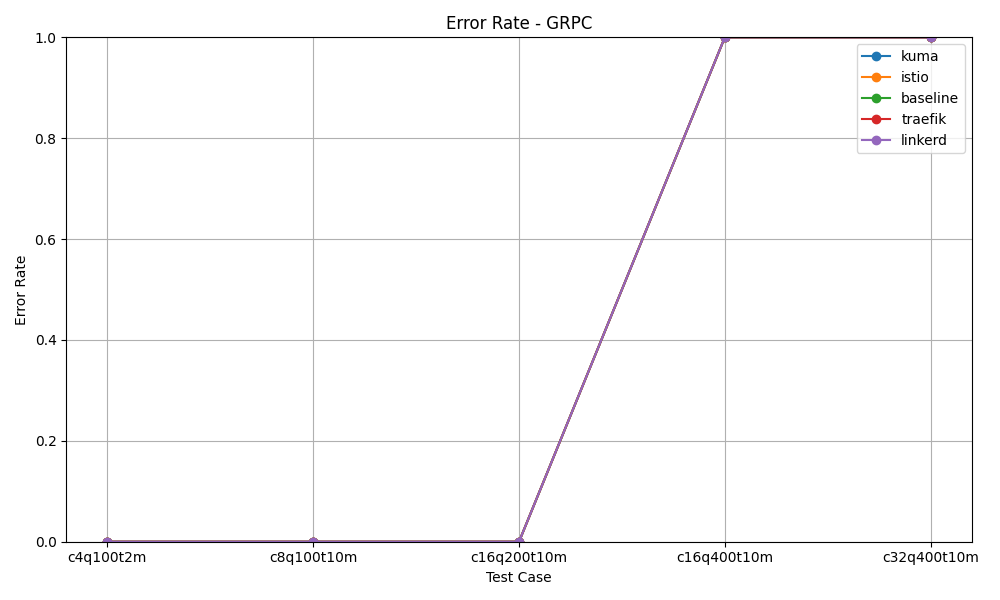 Error Rate - GRPC
1.0
0.8
0.6
0.4
0.2
0.0
Error Rate
kuma
istio
baseline
traefik
linkerd
c4q100t2m
c8q100t10m
c16q200t10m
c16q400t10m
c32q400t10m
Test Case